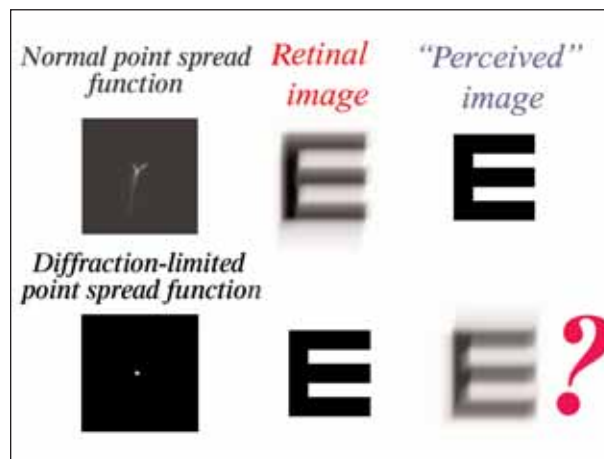 Normal point spread
function
Retinal
image
“Perceived”
image
E
E
Diffraction-limited
point spread function
E
E
?